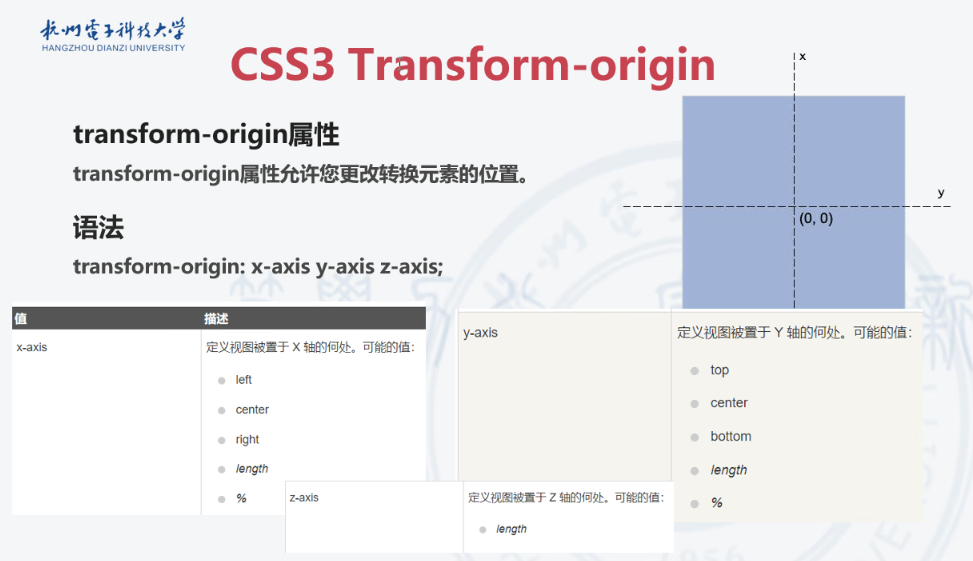 杭州电子科技大学
HANGZHOU DIANZI UNIVERSITY
CSS3 Transform-origin
x
transform-origin属性
transform-origin属性允许您更改转换元素的位置。
y
(0, 0)
语法
transform-origin: x-axis y-axis z-axis;
值 描述
x-axis 定义视图被置于 X 轴的何处。可能的值：
left
center
right
length
%
y-axis 定义视图被置于 Y 轴的何处。可能的值：
top
center
bottom
length
%
z-axis 定义视图被置于 Z 轴的何处。可能的值：
length
1956